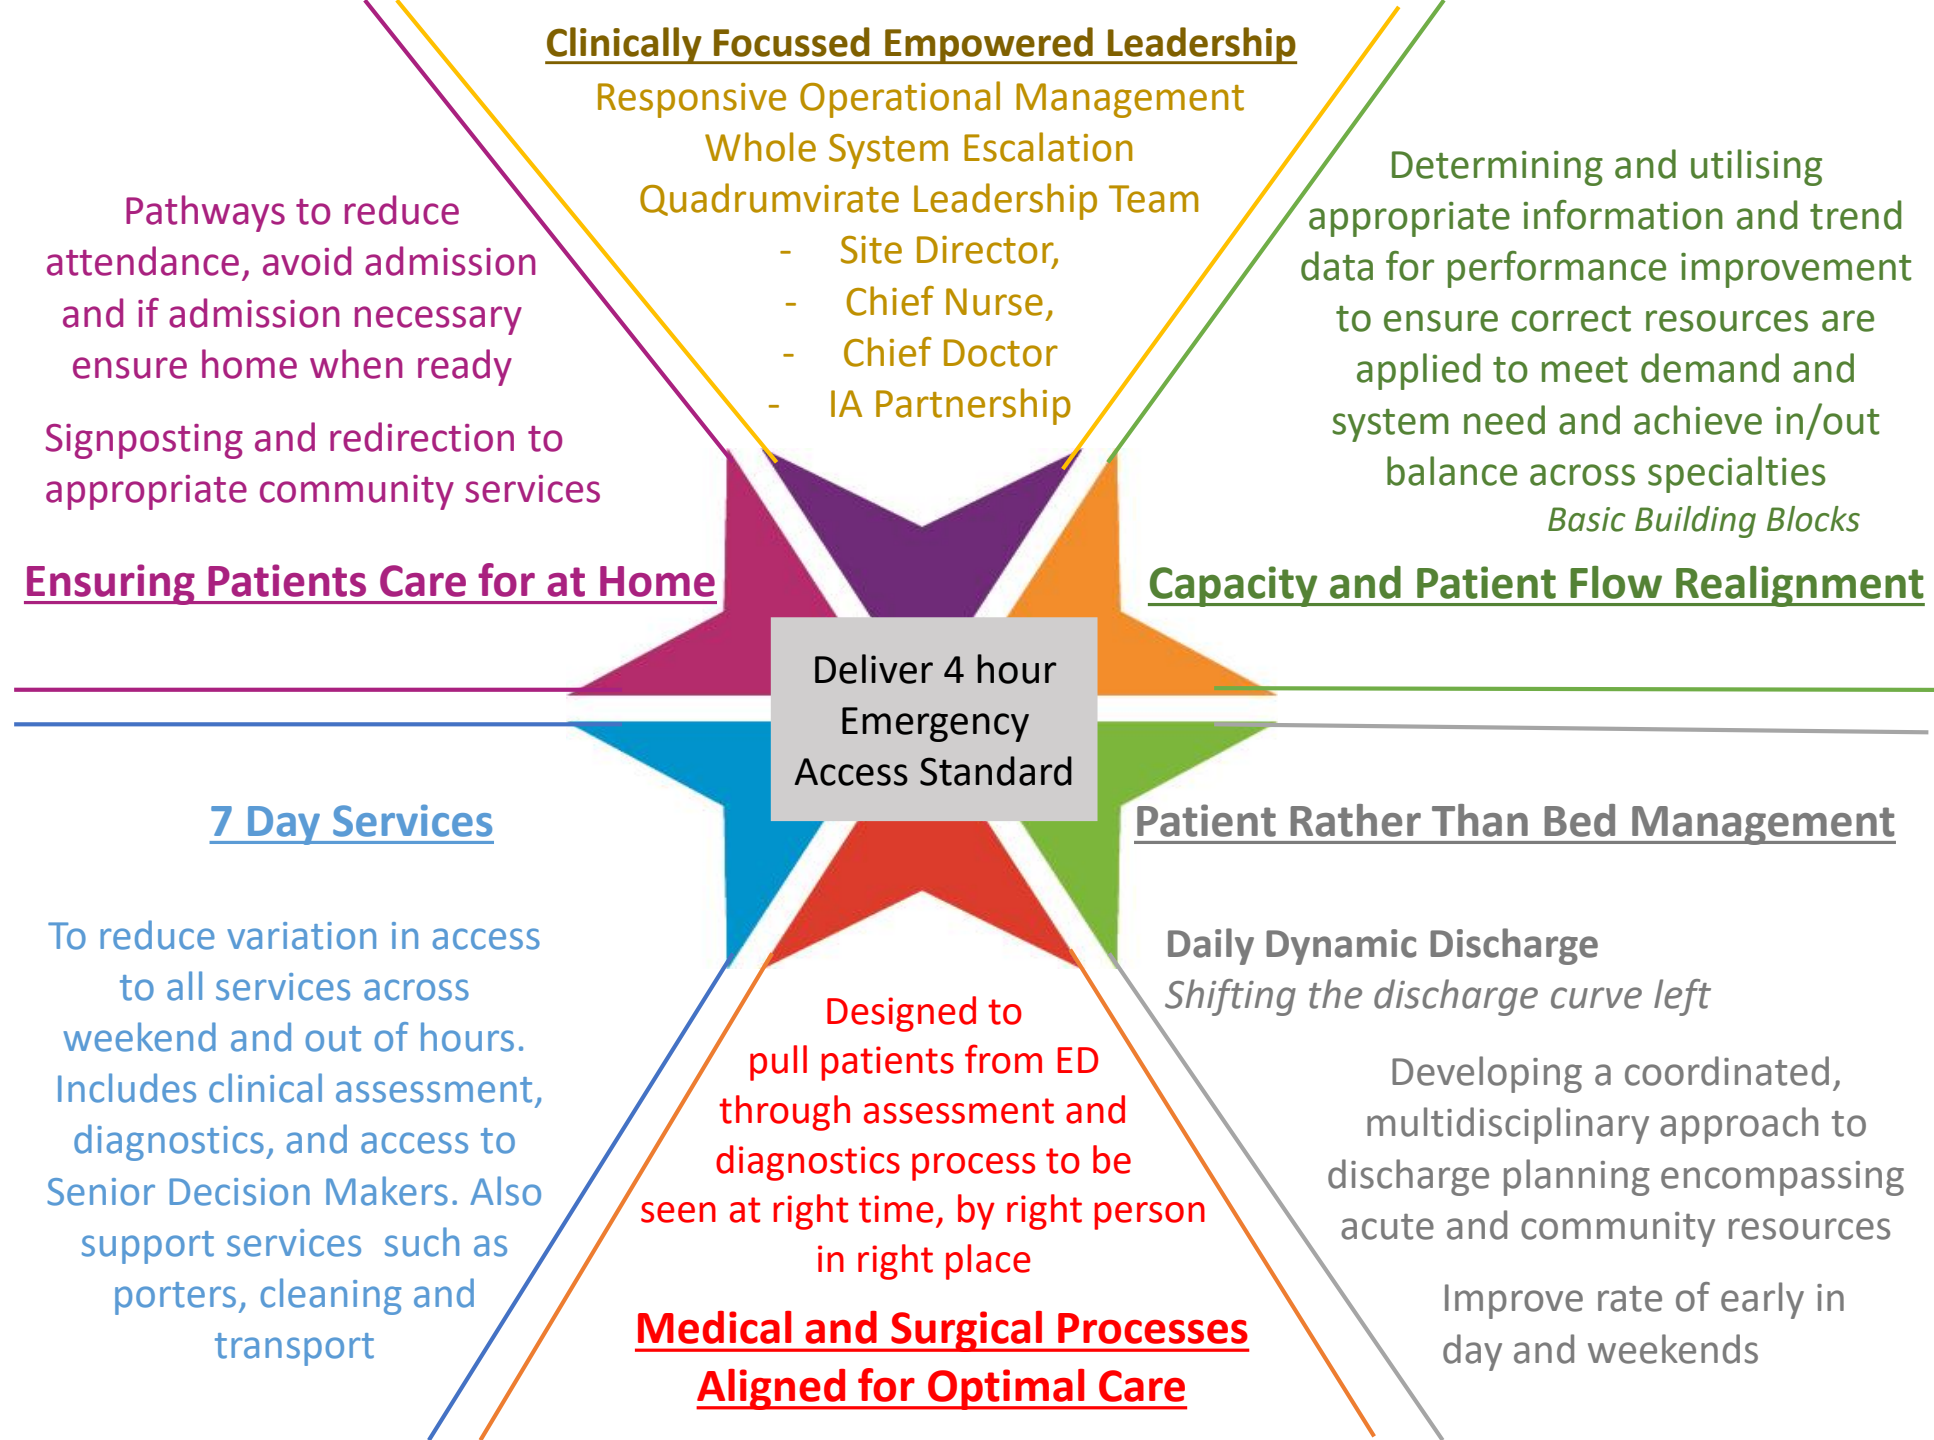 Clinically Focussed Empowered Leadership
Responsive Operational Management
Whole System Escalation
Quadrumvirate Leadership Team
- Site Director,
- Chief Nurse,
- Chief Doctor
- IA Partnership
Pathways to reduce
attendance, avoid admission
and if admission necessary
ensure home when ready
Signposting and redirection to
appropriate community services
Ensuring Patients Care for at Home
Determining and utilising
appropriate information and trend
data for performance improvement
to ensure correct resources are
applied to meet demand and
system need and achieve in/out
balance across specialties
Basic Building Blocks
Capacity and Patient Flow Realignment
Deliver 4 hour
Emergency
Access Standard
7 Day Services
To reduce variation in access
to all services across
weekend and out of hours.
Includes clinical assessment,
diagnostics, and access to
Senior Decision Makers. Also
support services  such as
porters, cleaning and
transport
Designed to
pull patients from ED
through assessment and
diagnostics process to be
seen at right time, by right person
in right place
Medical and Surgical Processes
Aligned for Optimal Care
Patient Rather Than Bed Management
Daily Dynamic Discharge
Shifting the discharge curve left
Developing a coordinated,
multidisciplinary approach to
discharge planning encompassing
acute and community resources
Improve rate of early in
day and weekends